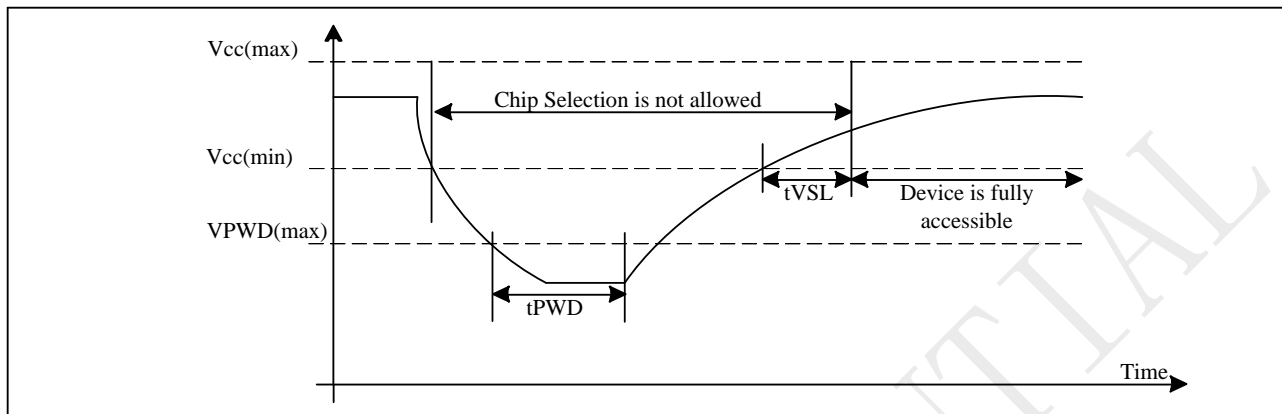 Vcc(max)
Chip Selection is not allowed
Vcc(min)
tVSL
Device is fully
accessible
VPWD(max)
tPWD
Time